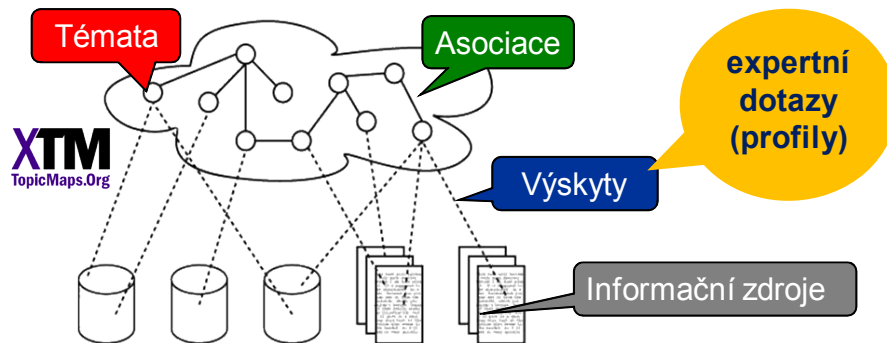 Témata
Asociace
expertní
dotazy
(profily)
XTM
TopicMaps.Org
Výskyty
Informační zdroje